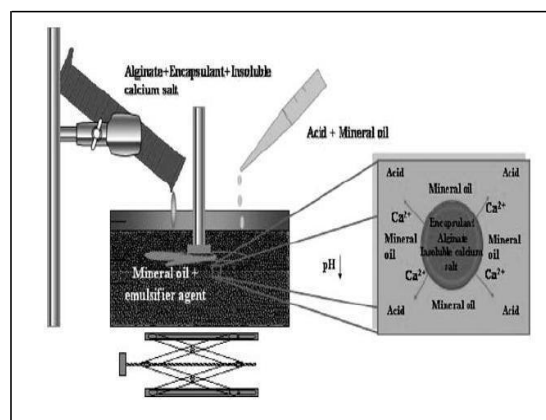 Alginate+Encapsulant+Insoluble
calcium salt
Acid + Mineral oil
Mineral oil +
emulsifier agent
pH
Acid
Acid
Mineral oil
Ca2+
Ca2+
Encapsulant
Alginate
Insoluble calcium
salt
Mineral
oil
Mineral
oil
Ca2+
Ca2+
Acid
Mineral oil
Acid